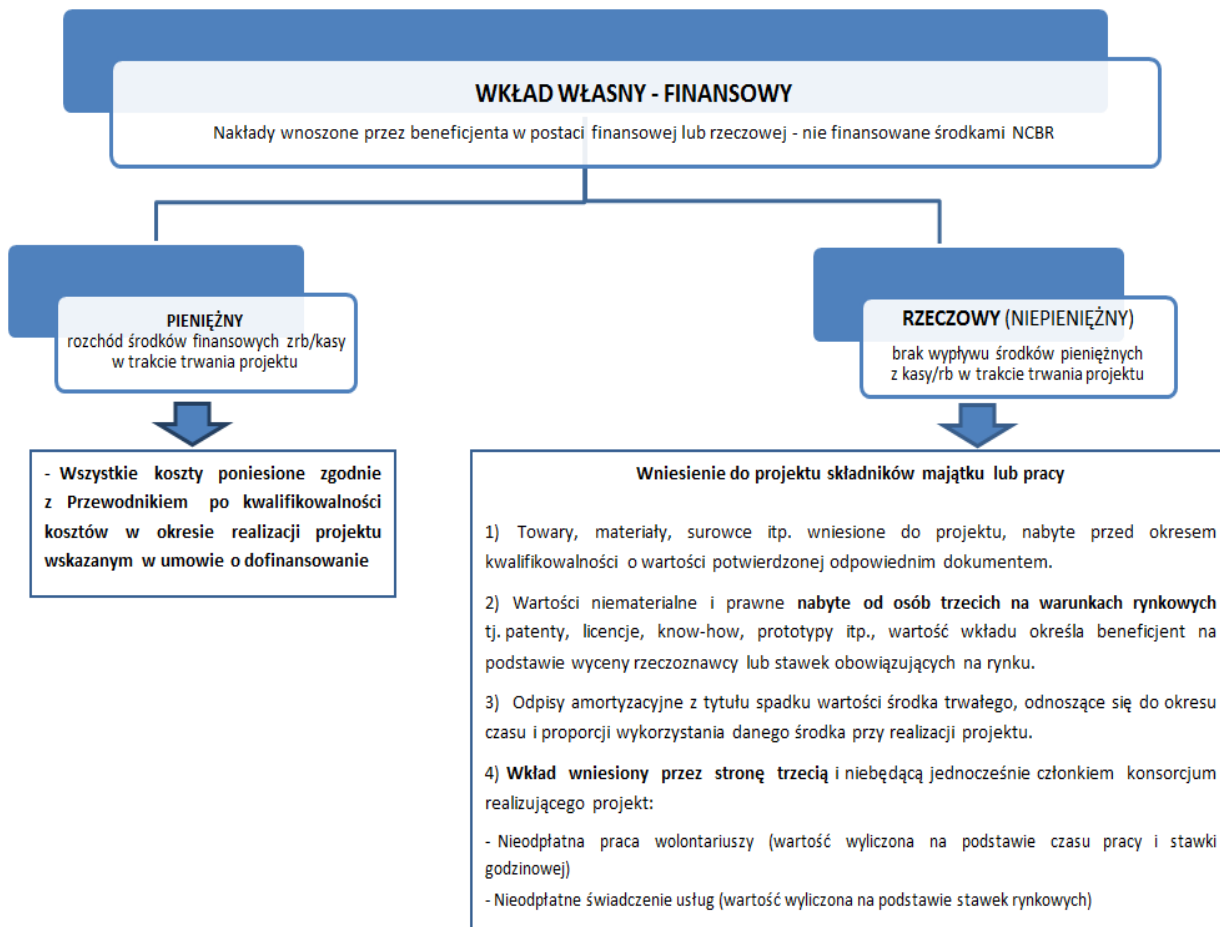 WKŁAD WŁASNY - FINANSOWY
Nakłady wnoszone przez beneficjenta w postaci finansowej lub rzeczowej - nie finansowane środkami NCBR
PIENIĘŻNY
rozchód środków finansowych zrb/kasy
w trakcie trwania projektu
- Wszystkie koszty poniesione zgodnie
z Przewodnikiem po kwalifikowalności
kosztów w okresie realizacji projektu
wskazanym w umowie o dofinansowanie
RZECZOWY (NIEPIENIĘŻNY)
brak wypływu środków pieniężnych
z kasy/rb w trakcie trwania projektu
Wniesienie do projektu składników majątku lub pracy
1) Towary, materiały, surowce itp. wniesione do projektu, nabyte przed okresem
kwalifikowalności o wartości potwierdzonej odpowiednim dokumentem.
2) Wartości niematerialne i prawne nabyte od osób trzecich na warunkach rynkowych
tj. patenty, licencje, know-how, prototypy itp., wartość wkładu określa beneficjent na
podstawie wyceny rzeczoznawcy lub stawek obowiązujących na rynku.
3) Odpisy amortyzacyjne z tytułu spadku wartości środka trwałego, odnoszące się do okresu
czasu i proporcji wykorzystania danego środka przy realizacji projektu.
4) Wkład wniesiony przez stronę trzecią i niebędącą jednocześnie członkiem konsorcjum
realizującego projekt:
- Nieodpłatna praca wolontariuszy (wartość wyliczona na podstawie czasu pracy i stawki
godzinowej)
- Nieodpłatne świadczenie usług (wartość wyliczona na podstawie stawek rynkowych)